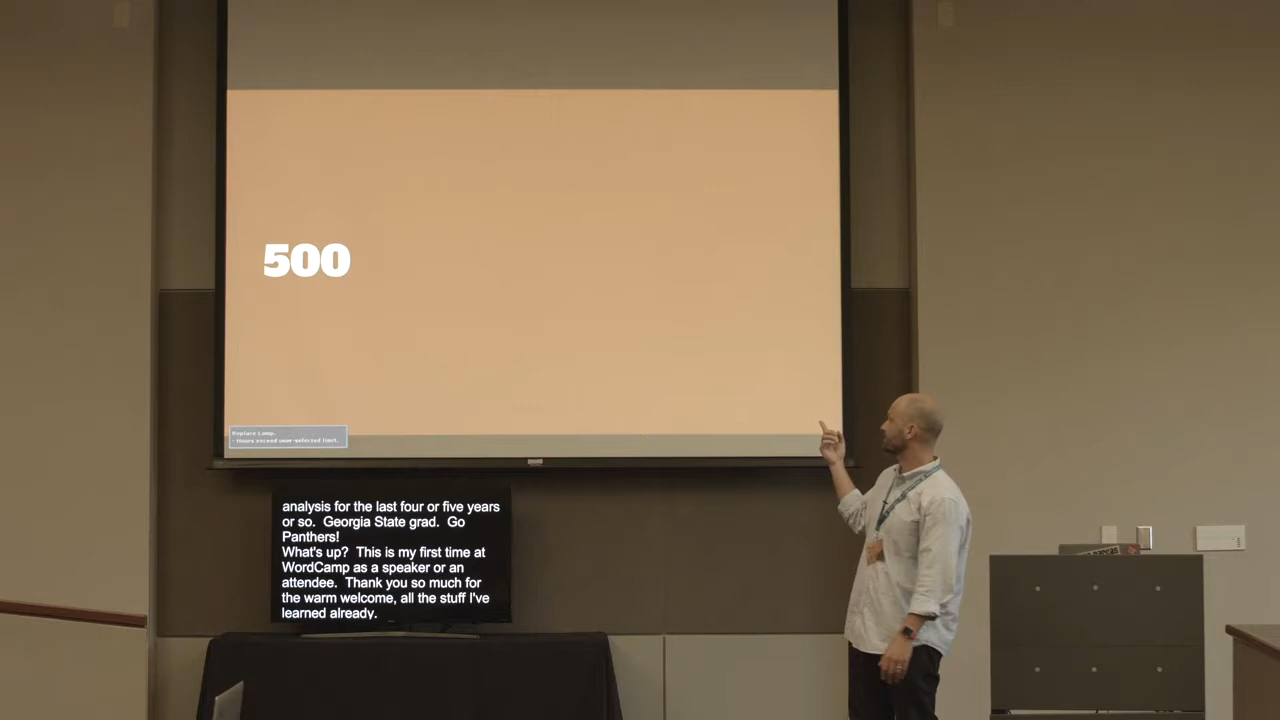 500
Replace Lamp.
- Hours exceed user-selected limit.
analysis for the last four or five years
or so.  Georgia State grad.  Go
Panthers!
What's up?  This is my first time at
WordCamp as a speaker or an
attendee.  Thank you so much for
the warm welcome, all the stuff I've
learned already.